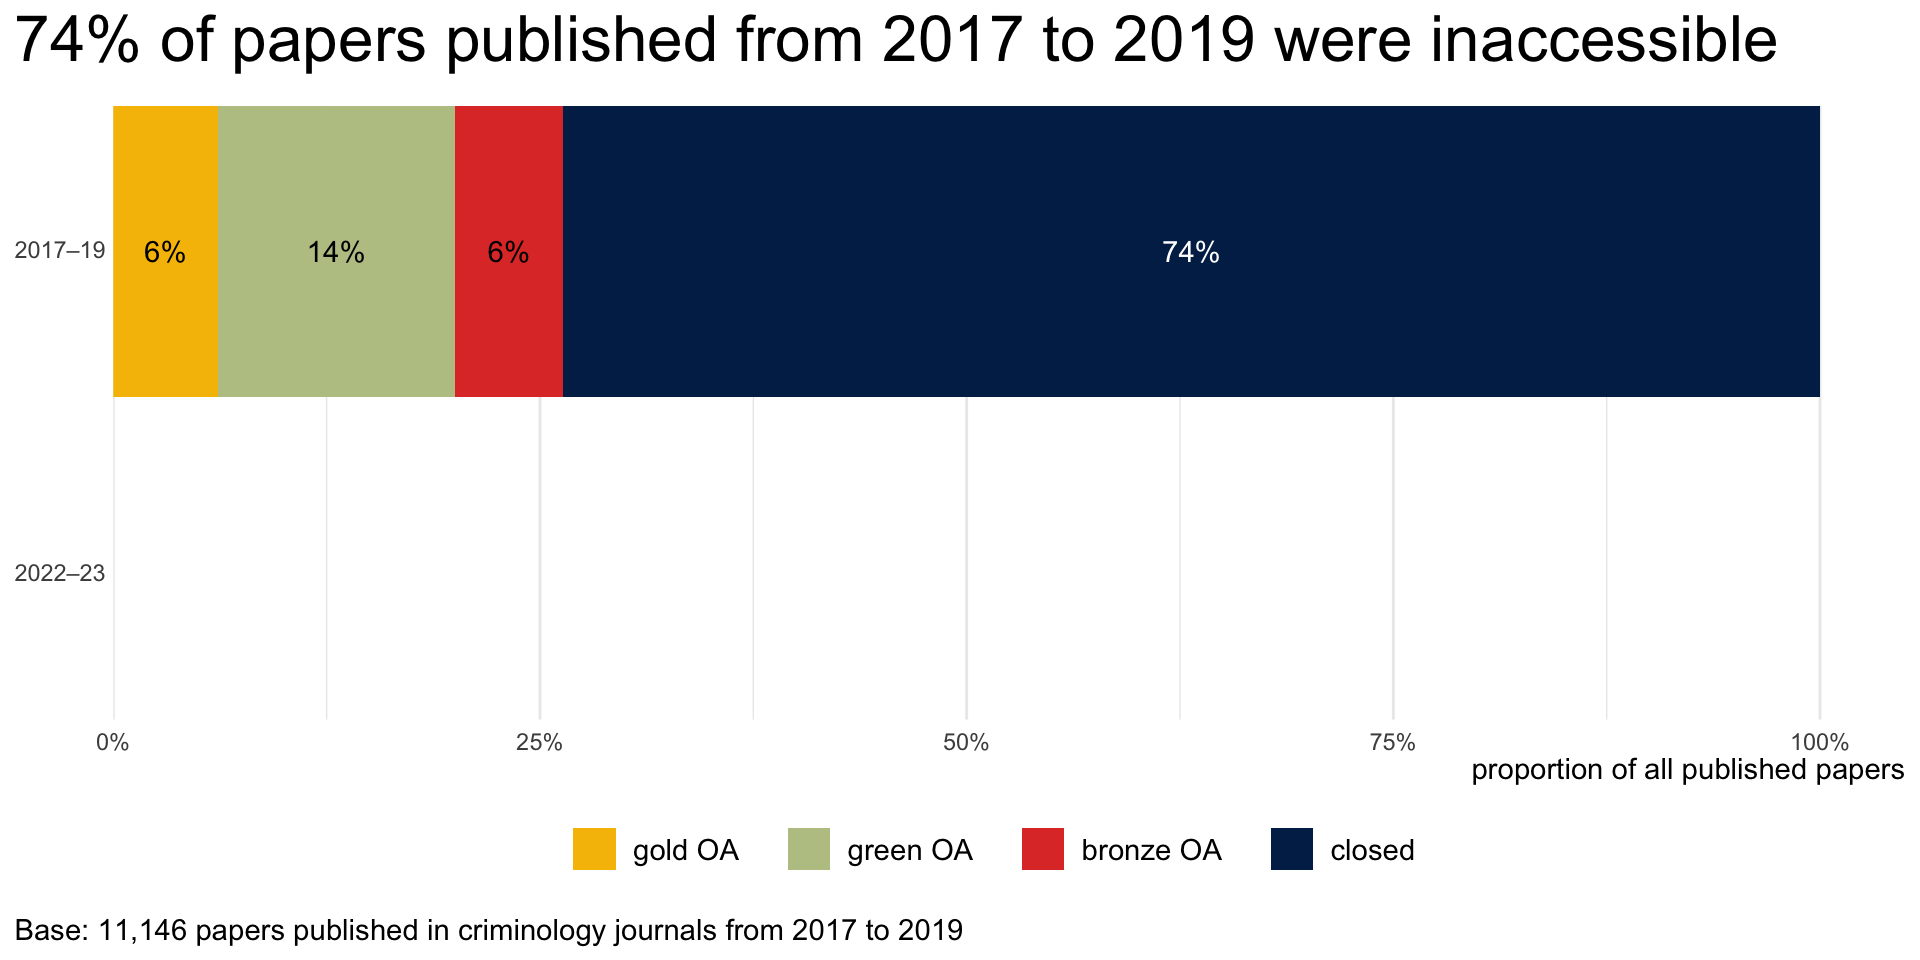 74% of papers published from 2017 to 2019 were inaccessible
2017–19
6%
14%
6%
74%
2022–23
0%
25%
50%
75%
100%
proportion of all published papers
gold OA
green OA
bronze OA
closed
Base: 11,146 papers published in criminology journals from 2017 to 2019